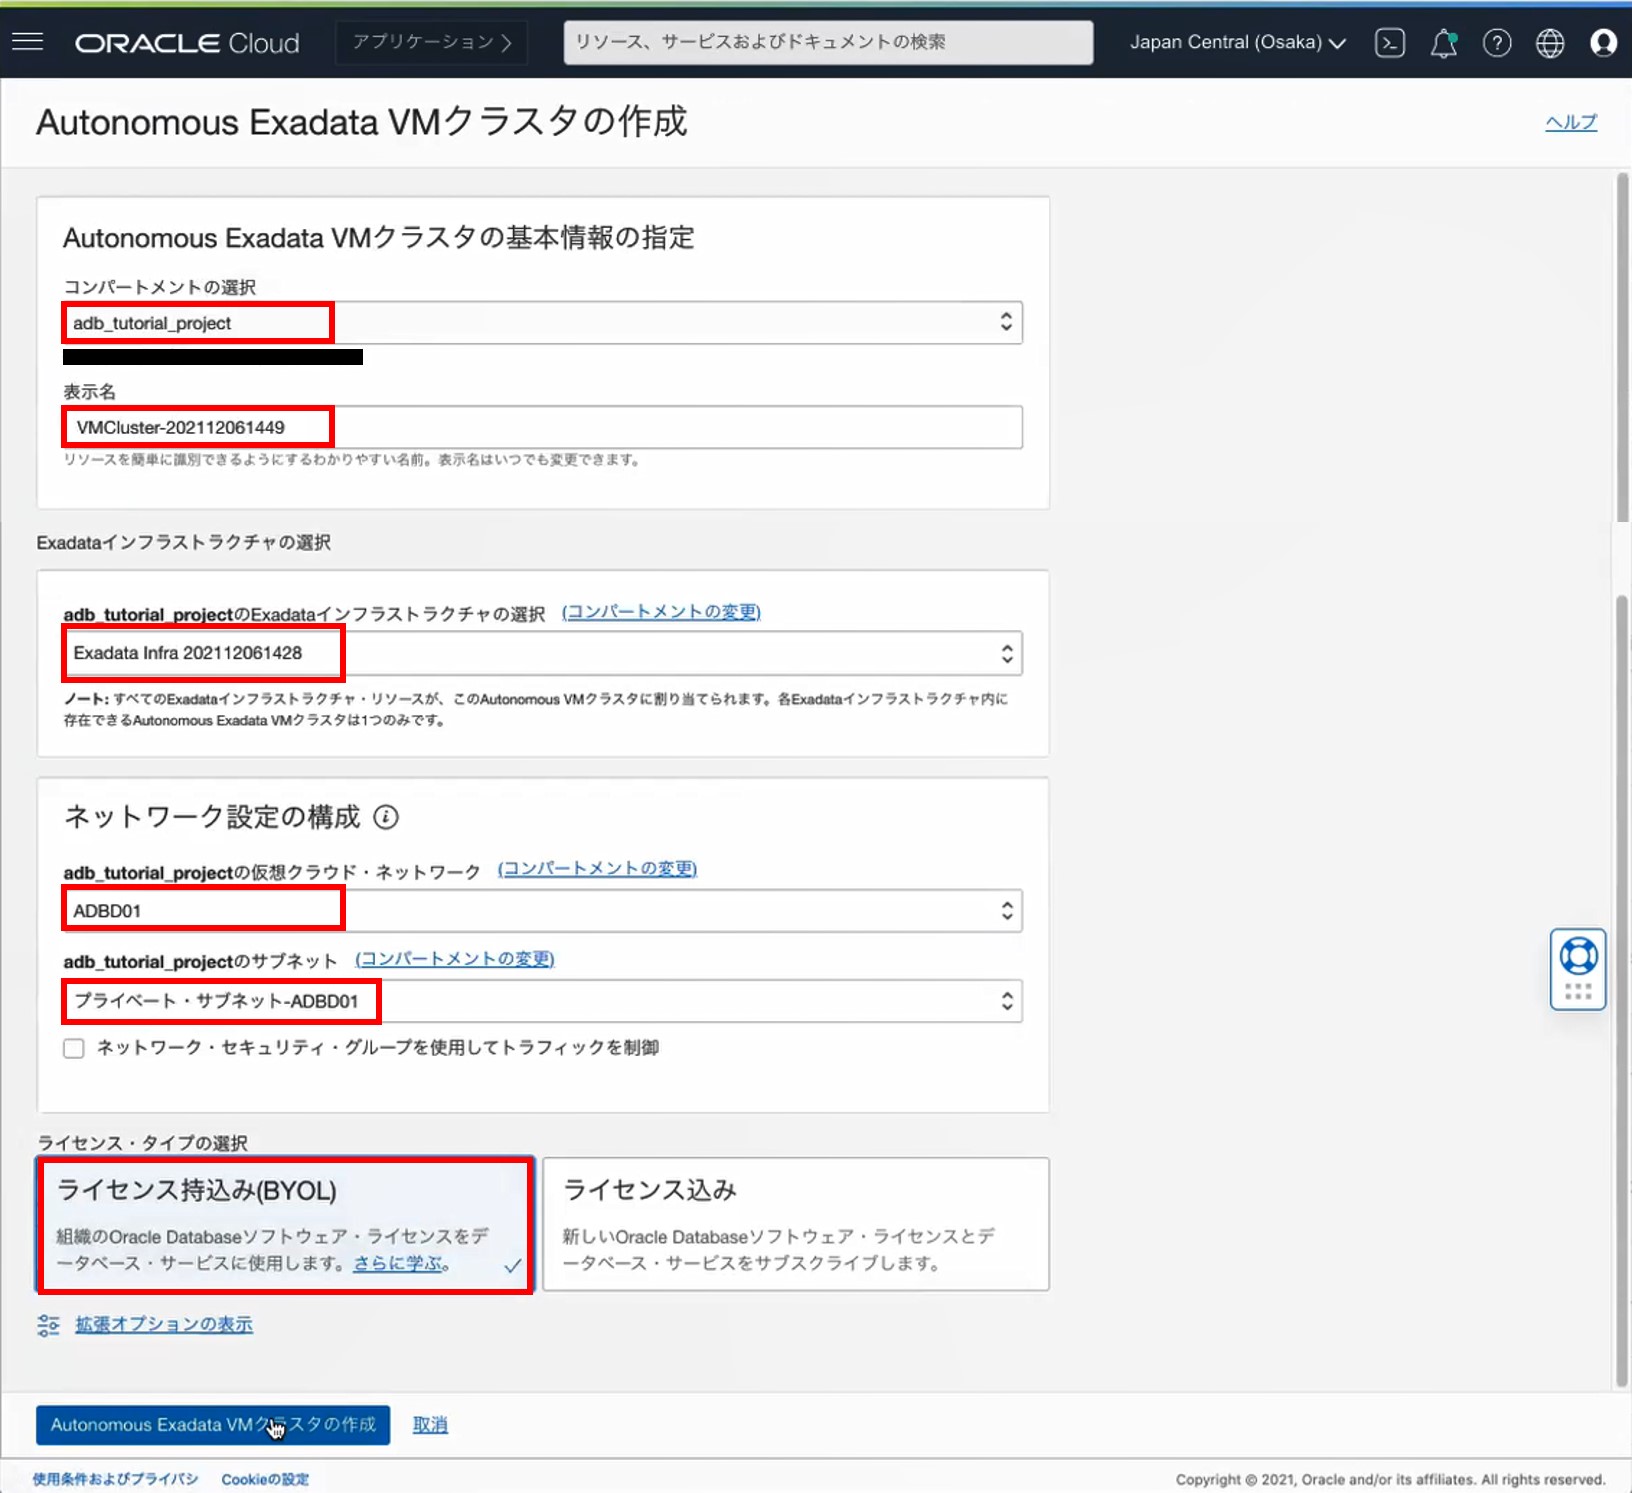 ORACLE Cloud
アプリケーション
リソース、サービスおよびドキュメントの検索
Japan Central (Osaka)
Autonomous Exadata VMクラスタの作成
ヘルプ
Autonomous Exadata VMクラスタの基本情報の指定
コンパートメントの選択
adb_tutorial_project
表示名
VMCluster-202112061449
リソースを簡単に識別できるようにするわかりやすい名前。表示名はいつでも変更できます。
Exadataインフラストラクチャの選択
adb_tutorial_projectのExadataインフラストラクチャの選択 (コンパートメントの変更)
Exadata Infra 202112061428
ノート: すべてのExadataインフラストラクチャ・リソースが、このAutonomous VMクラスタに割り当てられます。各Exadataインフラストラクチャ内に
存在できるAutonomous Exadata VMクラスタは1つのみです。
ネットワーク設定の構成
adb_tutorial_projectの仮想クラウド・ネットワーク (コンパートメントの変更)
ADBD01
adb_tutorial_projectのサブネット (コンパートメントの変更)
プライベート・サブネット-ADBD01
ネットワーク・セキュリティ・グループを使用してトラフィックを制御
ライセンス・タイプの選択
ライセンス持込み(BYOL)
組織のOracle Databaseソフトウェア・ライセンスをデ
ータベース・サービスに使用します。さらに学ぶ。
ライセンス込み
新しいOracle Databaseソフトウェア・ライセンスとデ
ータベース・サービスをサブスクライブします。
拡張オプションの表示
Autonomous Exadata VMクラスタの作成
取消
使用条件およびプライバシ
Cookieの設定
Copyright © 2021, Oracle and/or its affiliates. All rights reserved.